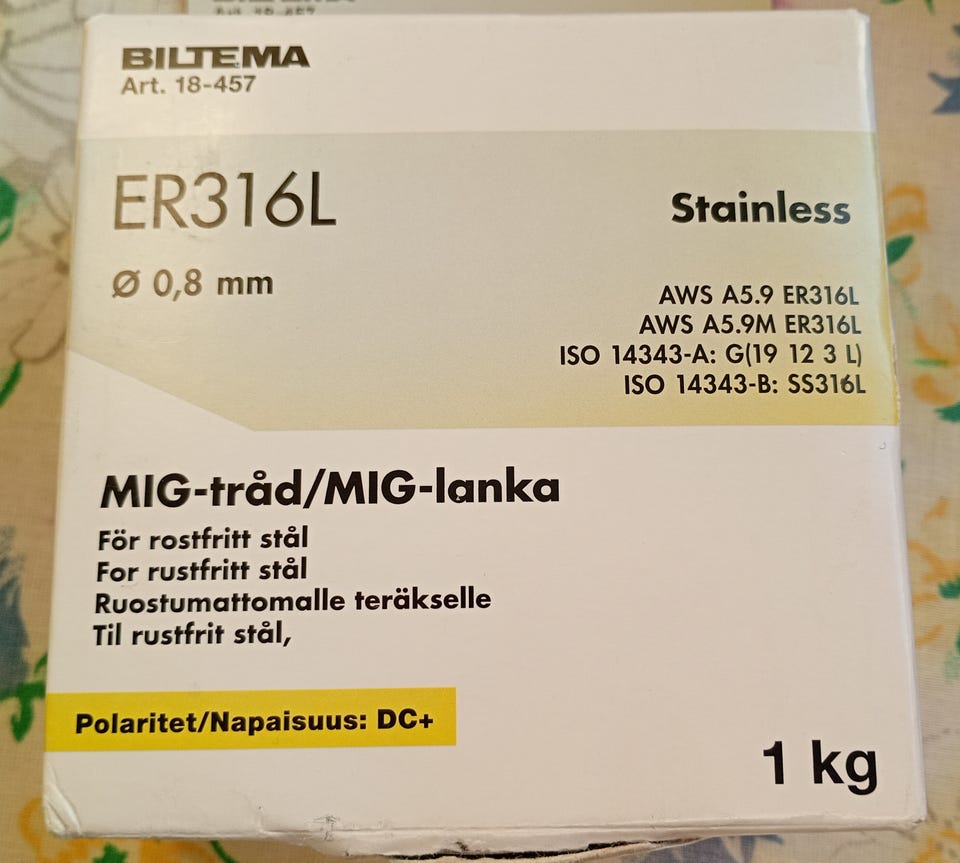 BILTEMA
Art. 18-457
ER316L
Stainless
Ø 0,8 mm
AWS A5.9 ER316L
AWS A5.9M ER316L
ISO 14343-A: G(19 12 3 L)
ISO 14343-B: SS316L
MIG-tråd/MIG-lanka
För rostfritt stål
For rustfritt stål
Ruostumattomalle teräkselle
Til rustfrit stål,
Polaritet/Napaisuus: DC+
1 kg